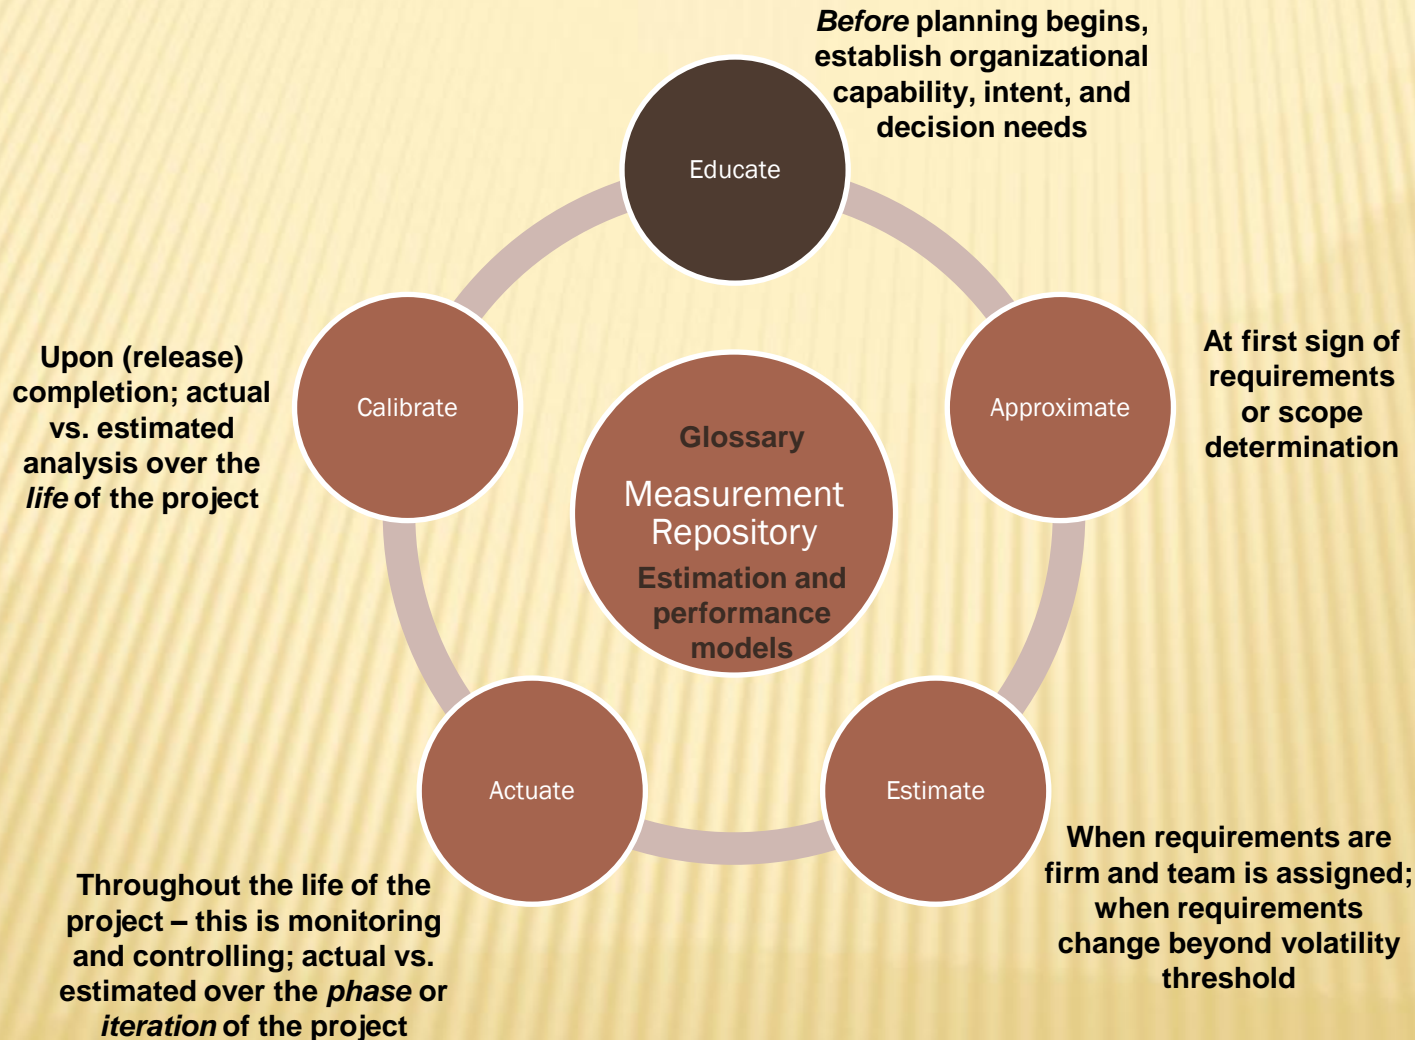 Before planning begins,
establish organizational
capability, intent, and
decision needs
Educate
Approximate
At first sign of
requirements
or scope
determination
Estimate
When requirements are
firm and team is assigned;
when requirements
change beyond volatility
threshold
Actuate
Throughout the life of the
project – this is monitoring
and controlling; actual vs.
estimated over the phase or
iteration of the project
Calibrate
Upon (release)
completion; actual
vs. estimated
analysis over the
life of the project
Glossary
Measurement
Repository
Estimation and
performance
models